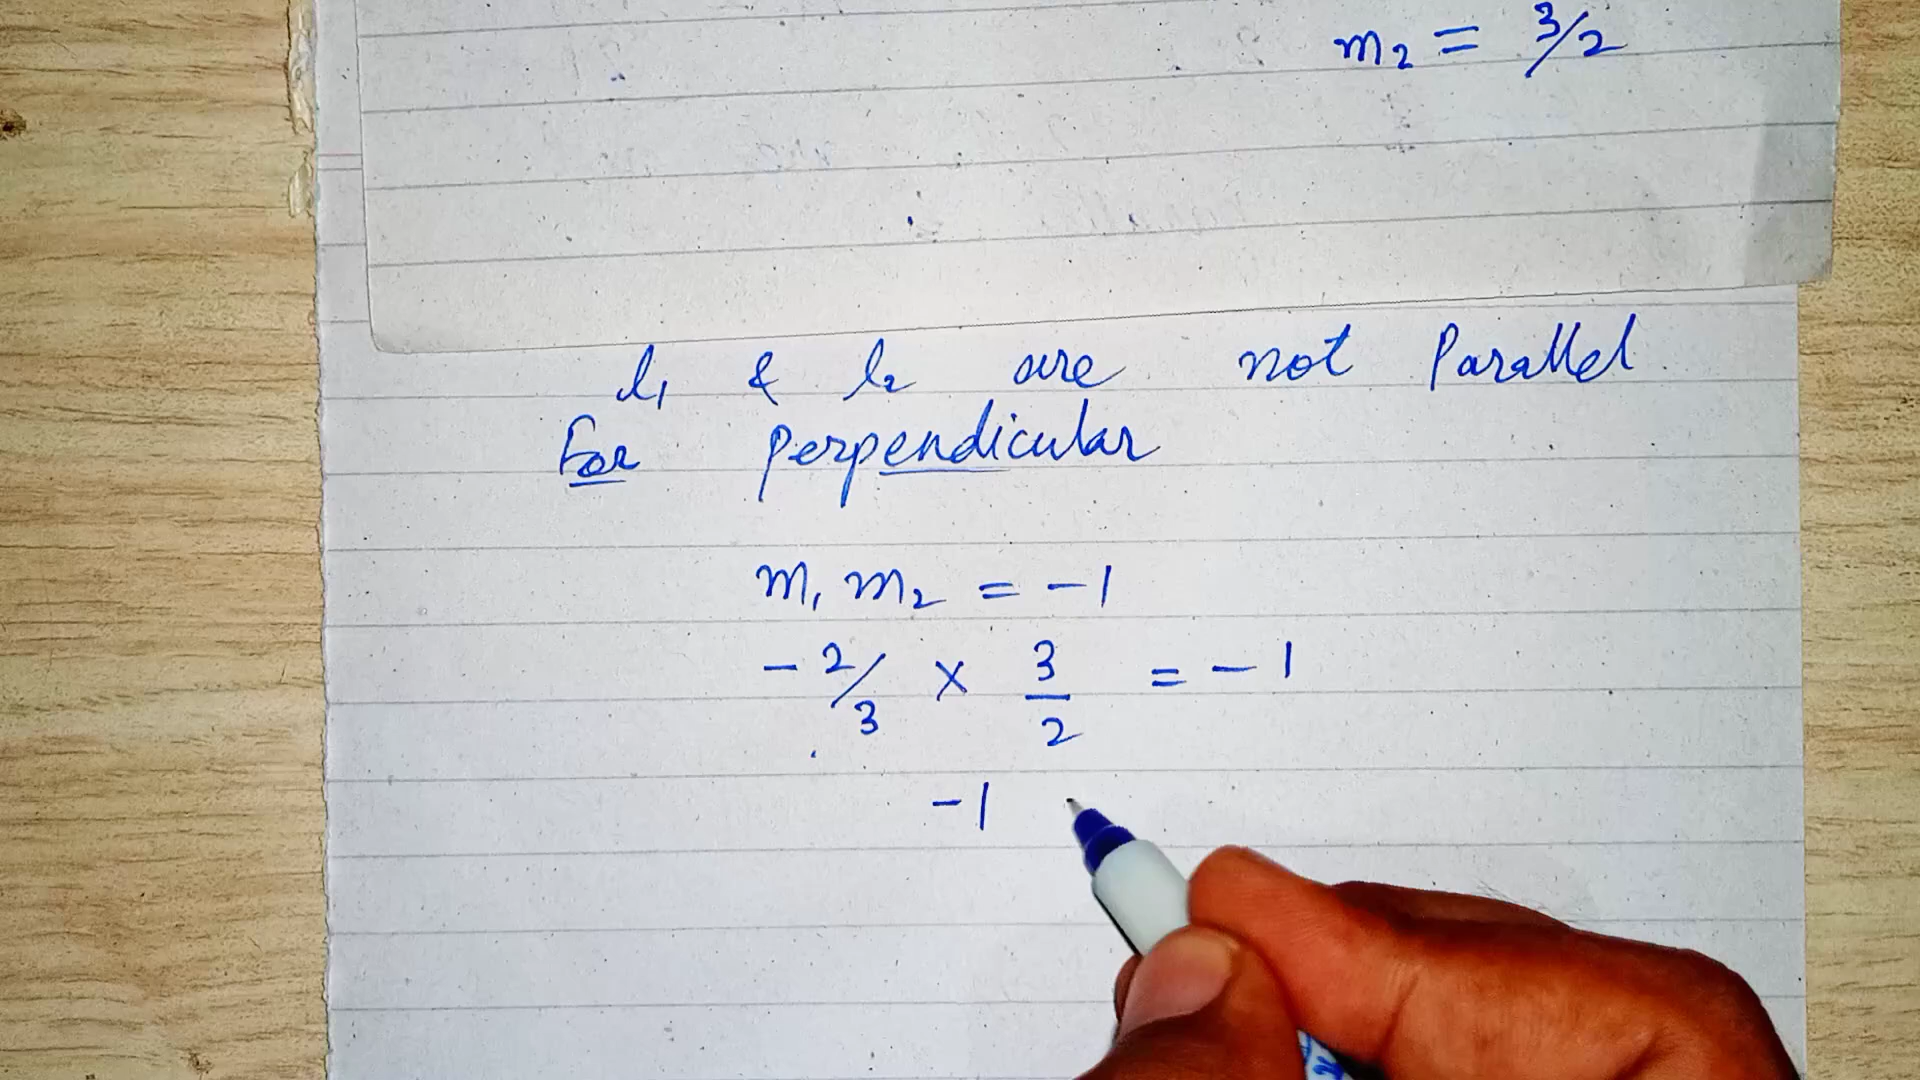 m2 = 3/2
l1 & l2 are not Parallel
For perpendicular
m1 m2 = -1
-2/3 × 3/2 = -1
-1